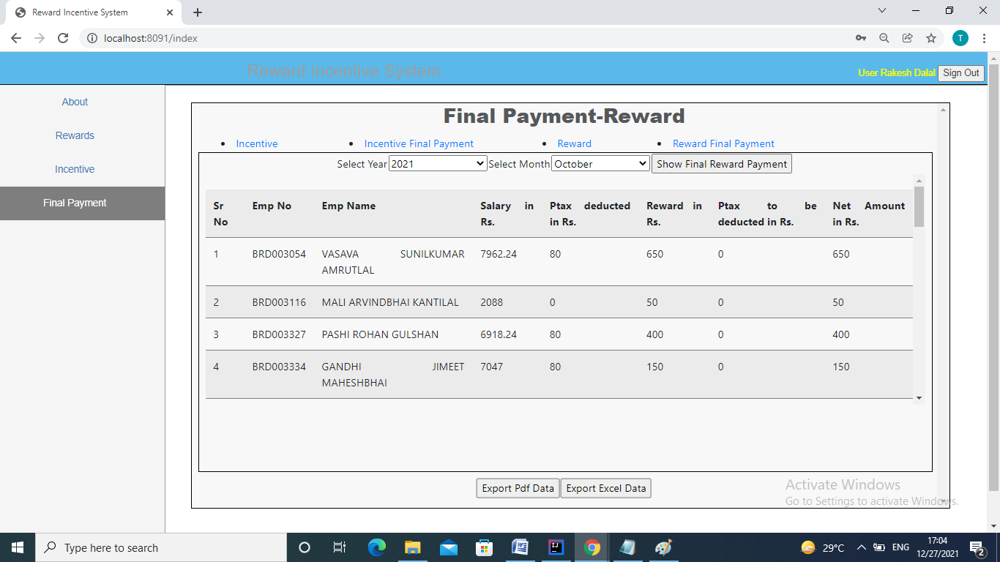 Reward Incentive System
localhost:8091/index
T
Reward Incentive System
User Rakesh Dalal Sign Out
About
Rewards
Incentive
Final Payment
Final Payment-Reward
Incentive Incentive Final Payment Reward Reward Final Payment
Select Year 2021 Select Month October Show Final Reward Payment
Sr Emp No Emp Name Salary in Ptax deducted Reward in Ptax to be Net Amount
No Rs. in Rs. Rs. deducted in Rs. in Rs.
1 BRD003054 VASAVA SUNILKUMAR 7962.24 80 650 0 650
AMRUTLAL
2 BRD003116 MALI ARVINDBHAI KANTILAL 2088 0 50 0 50
3 BRD003327 PASHI ROHAN GULSHAN 6918.24 80 400 0 400
4 BRD003334 GANDHI JIMEET 7047 80 150 0 150
MAHESHBHAI
Export Pdf Data Export Excel Data
Activate Windows
Go to Settings to activate Windows.
Type here to search
29°C ENG 17:04
12/27/2021 2